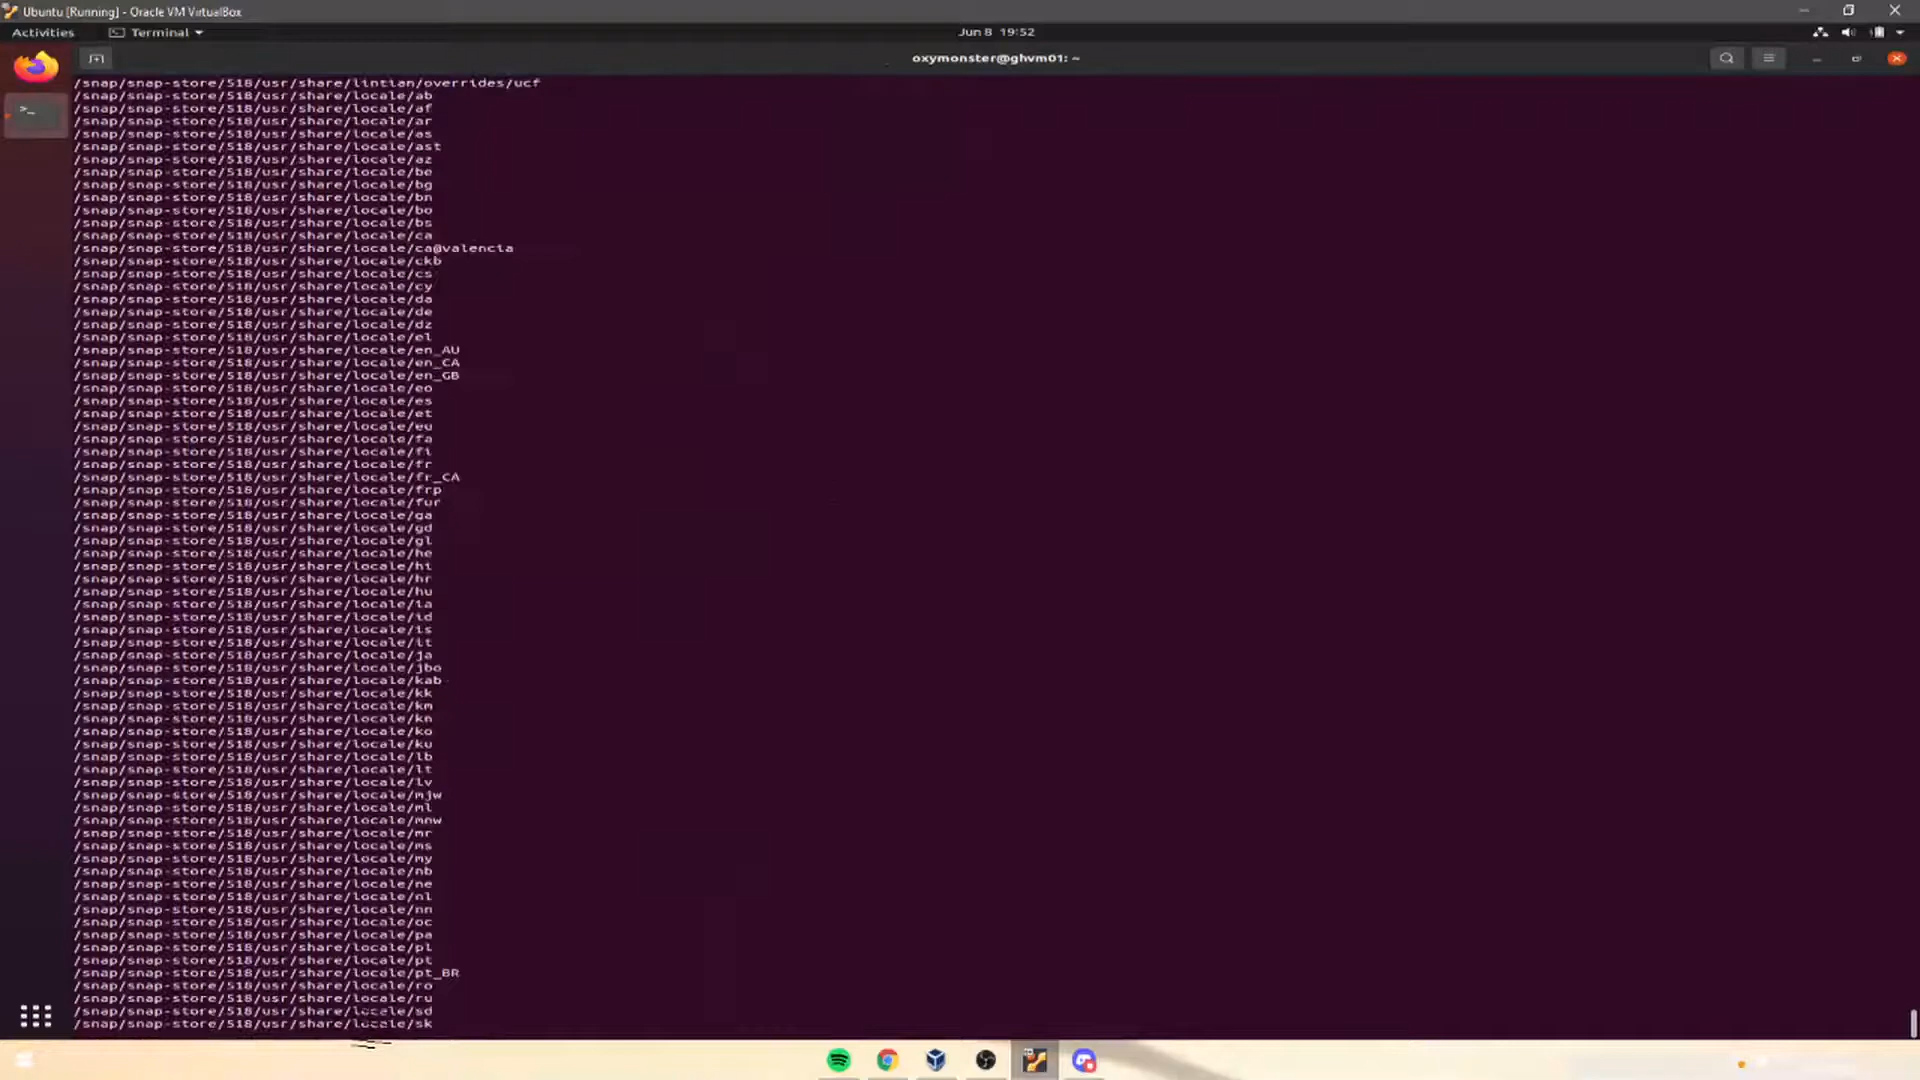 Ubuntu [Running] - Oracle VM VirtualBox
Activities
Terminal
Jun 8 19:52
oxymonster@ghvm01: ~
/snap/snap-store/518/usr/share/lintian/overrides/ucf
/snap/snap-store/518/usr/share/locale/ab
/snap/snap-store/518/usr/share/locale/af
/snap/snap-store/518/usr/share/locale/ar
/snap/snap-store/518/usr/share/locale/as
/snap/snap-store/518/usr/share/locale/ast
/snap/snap-store/518/usr/share/locale/az
/snap/snap-store/518/usr/share/locale/be
/snap/snap-store/518/usr/share/locale/bg
/snap/snap-store/518/usr/share/locale/bn
/snap/snap-store/518/usr/share/locale/bo
/snap/snap-store/518/usr/share/locale/bs
/snap/snap-store/518/usr/share/locale/ca
/snap/snap-store/518/usr/share/locale/ca@valencia
/snap/snap-store/518/usr/share/locale/ckb
/snap/snap-store/518/usr/share/locale/cs
/snap/snap-store/518/usr/share/locale/cy
/snap/snap-store/518/usr/share/locale/da
/snap/snap-store/518/usr/share/locale/de
/snap/snap-store/518/usr/share/locale/dz
/snap/snap-store/518/usr/share/locale/el
/snap/snap-store/518/usr/share/locale/en_AU
/snap/snap-store/518/usr/share/locale/en_CA
/snap/snap-store/518/usr/share/locale/en_GB
/snap/snap-store/518/usr/share/locale/eo
/snap/snap-store/518/usr/share/locale/es
/snap/snap-store/518/usr/share/locale/et
/snap/snap-store/518/usr/share/locale/eu
/snap/snap-store/518/usr/share/locale/fa
/snap/snap-store/518/usr/share/locale/fi
/snap/snap-store/518/usr/share/locale/fr
/snap/snap-store/518/usr/share/locale/fr_CA
/snap/snap-store/518/usr/share/locale/frp
/snap/snap-store/518/usr/share/locale/fur
/snap/snap-store/518/usr/share/locale/ga
/snap/snap-store/518/usr/share/locale/gd
/snap/snap-store/518/usr/share/locale/gl
/snap/snap-store/518/usr/share/locale/he
/snap/snap-store/518/usr/share/locale/hi
/snap/snap-store/518/usr/share/locale/hr
/snap/snap-store/518/usr/share/locale/hu
/snap/snap-store/518/usr/share/locale/ia
/snap/snap-store/518/usr/share/locale/id
/snap/snap-store/518/usr/share/locale/is
/snap/snap-store/518/usr/share/locale/it
/snap/snap-store/518/usr/share/locale/ja
/snap/snap-store/518/usr/share/locale/jbo
/snap/snap-store/518/usr/share/locale/kab
/snap/snap-store/518/usr/share/locale/kk
/snap/snap-store/518/usr/share/locale/km
/snap/snap-store/518/usr/share/locale/kn
/snap/snap-store/518/usr/share/locale/ko
/snap/snap-store/518/usr/share/locale/ku
/snap/snap-store/518/usr/share/locale/lb
/snap/snap-store/518/usr/share/locale/lt
/snap/snap-store/518/usr/share/locale/lv
/snap/snap-store/518/usr/share/locale/mjw
/snap/snap-store/518/usr/share/locale/ml
/snap/snap-store/518/usr/share/locale/mnw
/snap/snap-store/518/usr/share/locale/mr
/snap/snap-store/518/usr/share/locale/ms
/snap/snap-store/518/usr/share/locale/my
/snap/snap-store/518/usr/share/locale/nb
/snap/snap-store/518/usr/share/locale/ne
/snap/snap-store/518/usr/share/locale/nl
/snap/snap-store/518/usr/share/locale/nn
/snap/snap-store/518/usr/share/locale/oc
/snap/snap-store/518/usr/share/locale/pa
/snap/snap-store/518/usr/share/locale/pl
/snap/snap-store/518/usr/share/locale/pt
/snap/snap-store/518/usr/share/locale/pt_BR
/snap/snap-store/518/usr/share/locale/ro
/snap/snap-store/518/usr/share/locale/ru
/snap/snap-store/518/usr/share/locale/sd
/snap/snap-store/518/usr/share/locale/sk